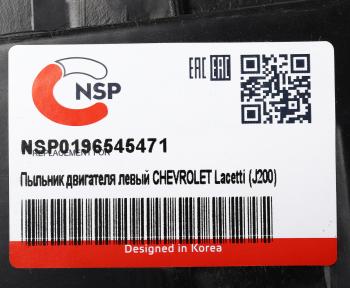 NSP
EAC EAC
NSP0196545471
REPLACEMENT FOR
Пыльник двигателя левый CHEVROLET Lacetti (J200)
Designed in Korea